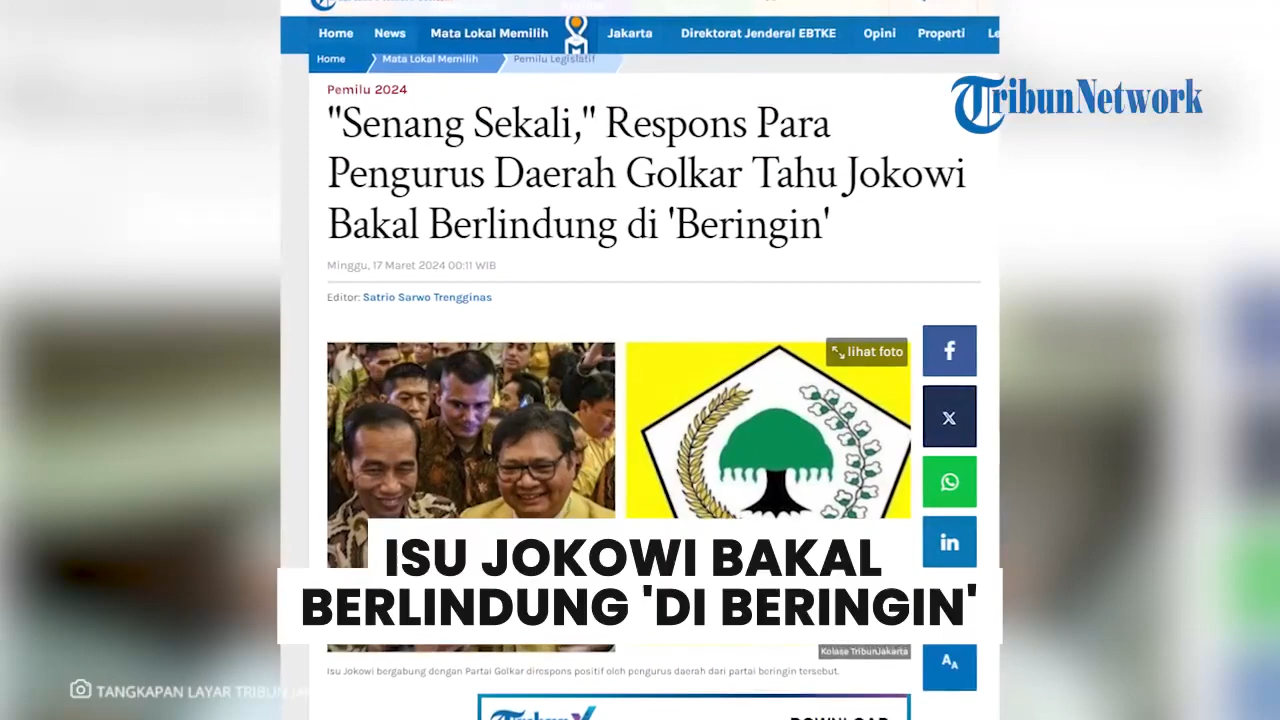 Home News Mata Lokal Memilih Jakarta Direktorat Jenderal EBTKE Opini Properti
Home Mata Lokal Memilih Pemilu Legislatif
TribunNetwork
Pemilu 2024
"Senang Sekali," Respons Para
Pengurus Daerah Golkar Tahu Jokowi
Bakal Berlindung di 'Beringin'
Minggu, 17 Maret 2024 00:11 WIB
Editor: Satrio Sarwo Trengginas
lihat foto
ISU JOKOWI BAKAL
BERLINDUNG 'DI BERINGIN'
Kolase TribunJakarta
Isu Jokowi bergabung dengan Partai Golkar direspons positif oleh pengurus daerah dari partai beringin tersebut.
TANGKAPAN LAYAR TRIBUN